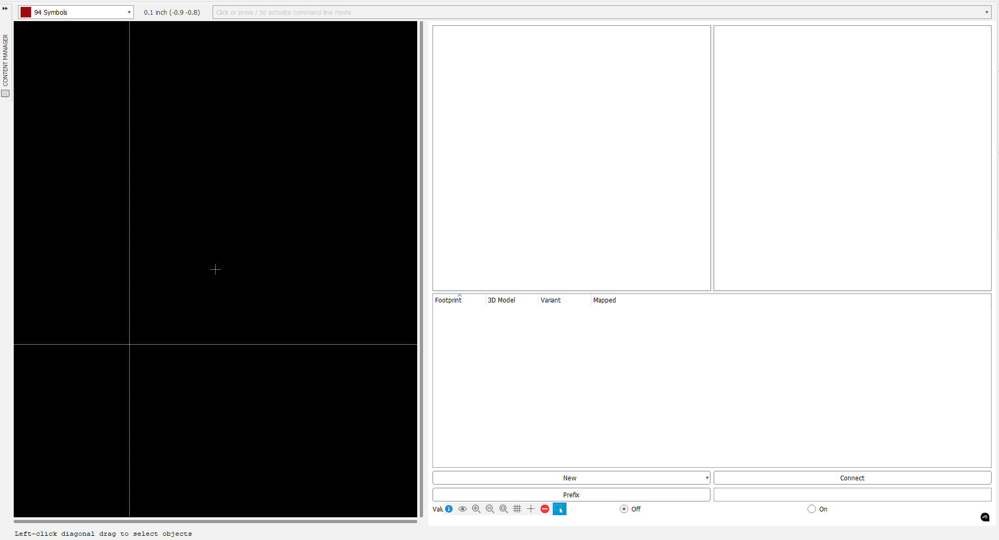 94 Symbols
0.1 inch (-0.9 -0.8)
Click or press / to activate command line mode
CONTENT MANAGER
Footprint 3D Model Variant Mapped
New
Connect
Prefix
Valu
Off
On
Left-click diagonal drag to select objects